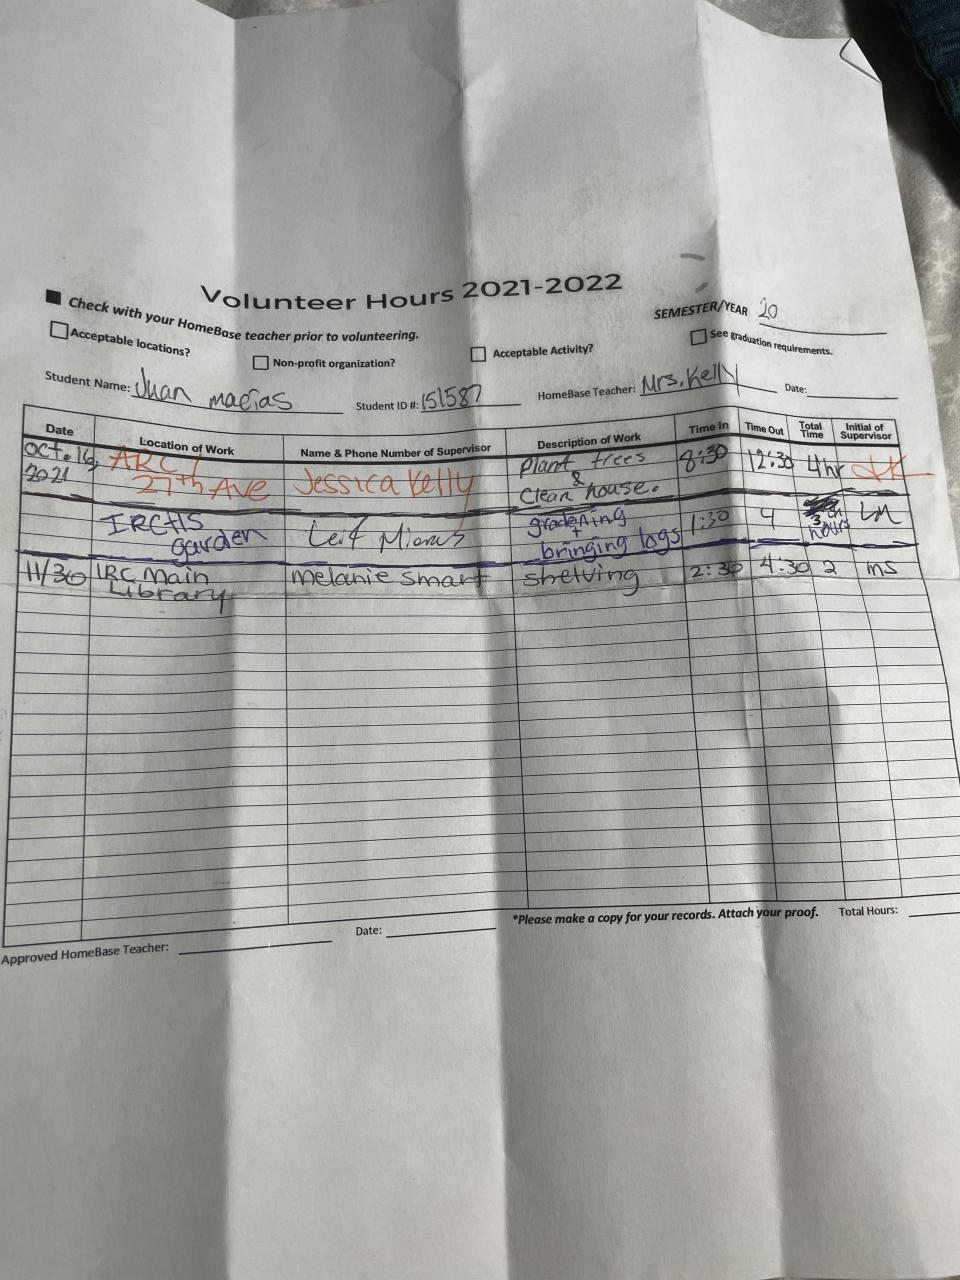 Volunteer Hours 2021-2022
Check with your HomeBase teacher prior to volunteering.
SEMESTER/YEAR 20
Acceptable locations?
Non-profit organization?
Acceptable Activity?
See graduation requirements.
Student Name: Juan macias
Student ID #: 151587
HomeBase Teacher: Mrs. Kelly
Date:
Date Location of Work Name & Phone Number of Supervisor Description of Work Time In Time Out Total Time Initial of Supervisor
Oct. 16, ARC / Jessica Kelly Plant trees 8:30 12:30 4hr JK
2021 27th Ave & Clean house.
IRCHS Leif gradening 1:30 4 3 LM
garden + bringing logs hours
11/30 IRC Main Melanie Smart shelving 2:30 4:30 2 MS
Library
*Please make a copy for your records. Attach your proof. Total Hours:
Approved HomeBase Teacher: Date: